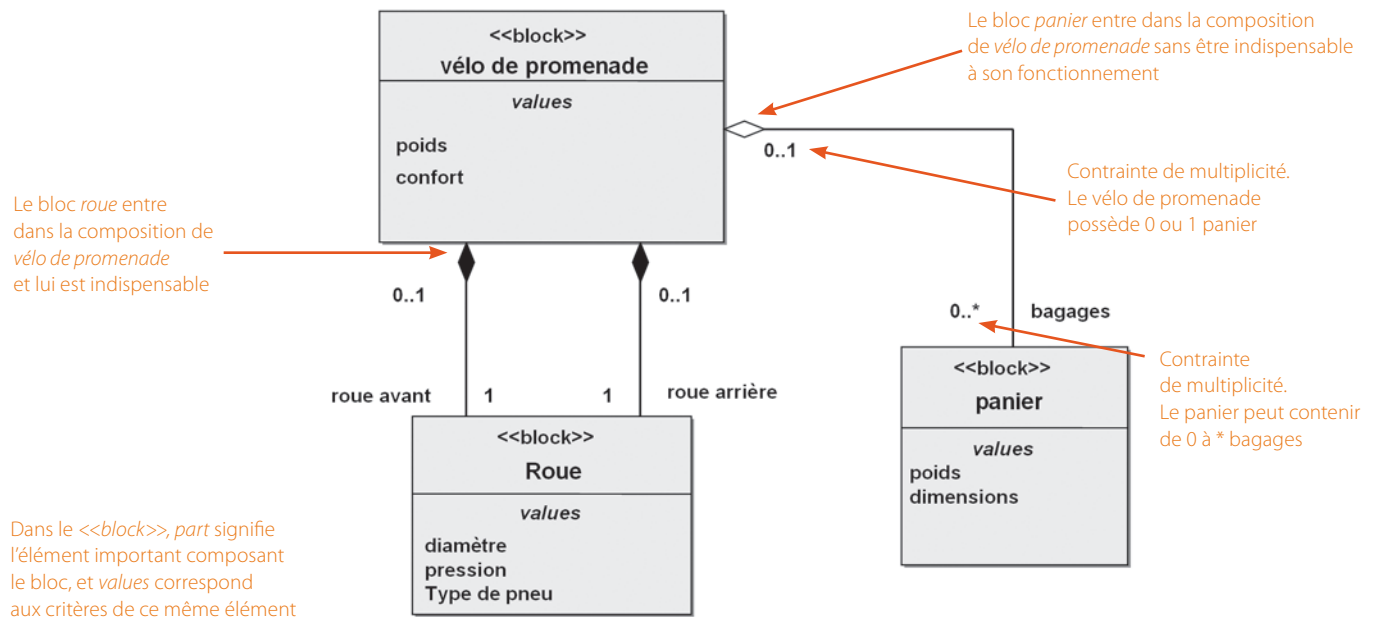 <<block>>
vélo de promenade
values
poids
confort
Le bloc panier entre dans la composition
de vélo de promenade sans être indispensable
à son fonctionnement
0..1
Contrainte de multiplicité.
Le vélo de promenade
possède 0 ou 1 panier
Le bloc roue entre
dans la composition de
vélo de promenade
et lui est indispensable
0..1
0..1
0..*
bagages
roue avant
1
1
roue arrière
<<block>>
panier
values
poids
dimensions
Contrainte
de multiplicité.
Le panier peut contenir
de 0 à * bagages
<<block>>
Roue
values
diamètre
pression
Type de pneu
Dans le <<block>>, part signifie
l'élément important composant
le bloc, et values correspond
aux critères de ce même élément